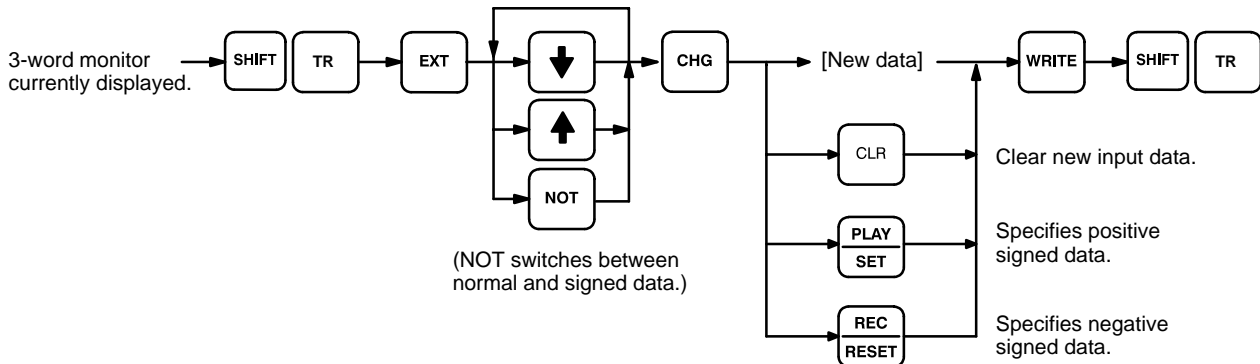 3-word monitor
currently displayed.
SHIFT
TR
EXT
NOT
(NOT switches between
normal and signed data.)
CHG
[New data]
WRITE
SHIFT
TR
CLR
Clear new input data.
PLAY
SET
Specifies positive
signed data.
REC
RESET
Specifies negative
signed data.